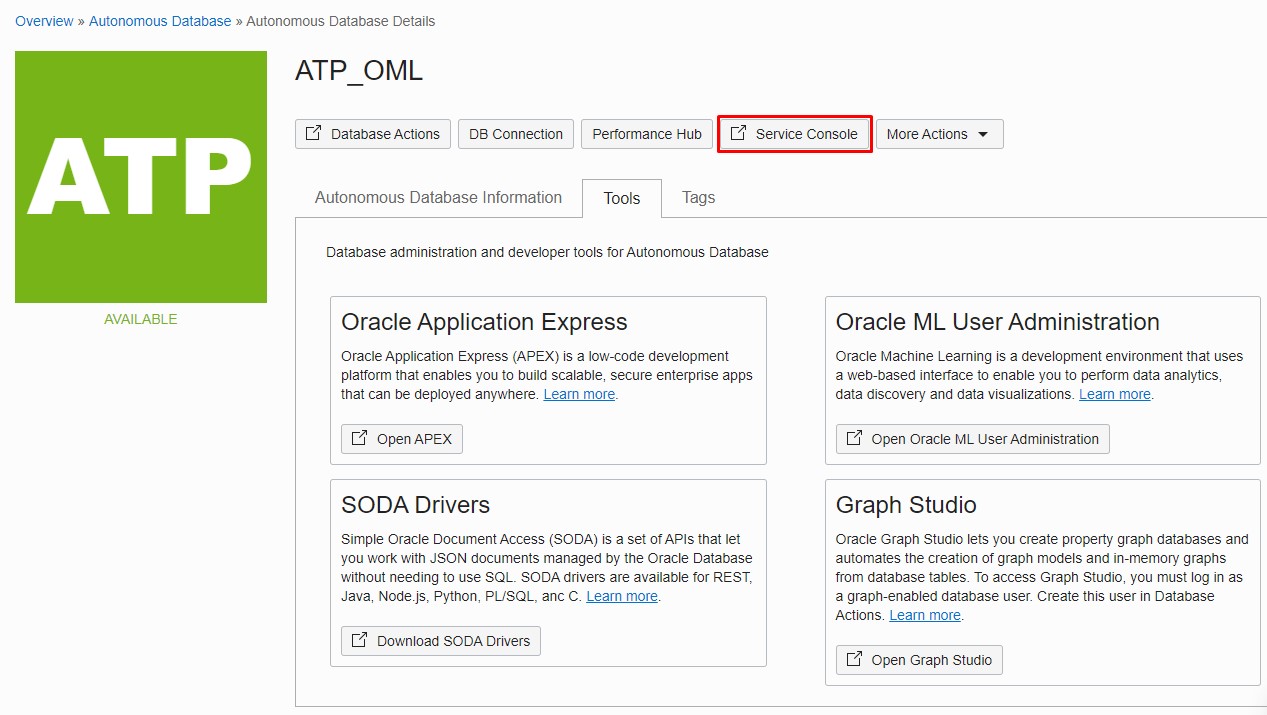 Overview » Autonomous Database » Autonomous Database Details
ATP
AVAILABLE
ATP_OML
Database Actions
DB Connection
Performance Hub
Service Console
More Actions
Autonomous Database Information
Tools
Tags
Database administration and developer tools for Autonomous Database
Oracle Application Express
Oracle Application Express (APEX) is a low-code development
platform that enables you to build scalable, secure enterprise apps
that can be deployed anywhere. Learn more.
Open APEX
Oracle ML User Administration
Oracle Machine Learning is a development environment that uses
a web-based interface to enable you to perform data analytics,
data discovery and data visualizations. Learn more.
Open Oracle ML User Administration
SODA Drivers
Simple Oracle Document Access (SODA) is a set of APIs that let
you work with JSON documents managed by the Oracle Database
without needing to use SQL. SODA drivers are available for REST,
Java, Node.js, Python, PL/SQL, anc C. Learn more.
Download SODA Drivers
Graph Studio
Oracle Graph Studio lets you create property graph databases and
automates the creation of graph models and in-memory graphs
from database tables. To access Graph Studio, you must log in as
a graph-enabled database user. Create this user in Database
Actions. Learn more.
Open Graph Studio